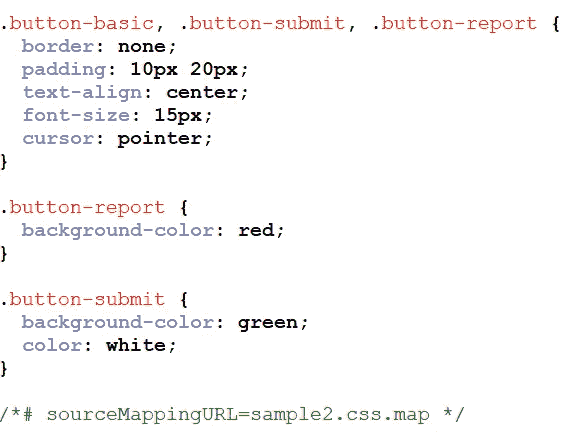 .button-basic, .button-submit, .button-report {
  border: none;
  padding: 10px 20px;
  text-align: center;
  font-size: 15px;
  cursor: pointer;
}

.button-report {
  background-color: red;
}

.button-submit {
  background-color: green;
  color: white;
}

/*# sourceMappingURL=sample2.css.map */